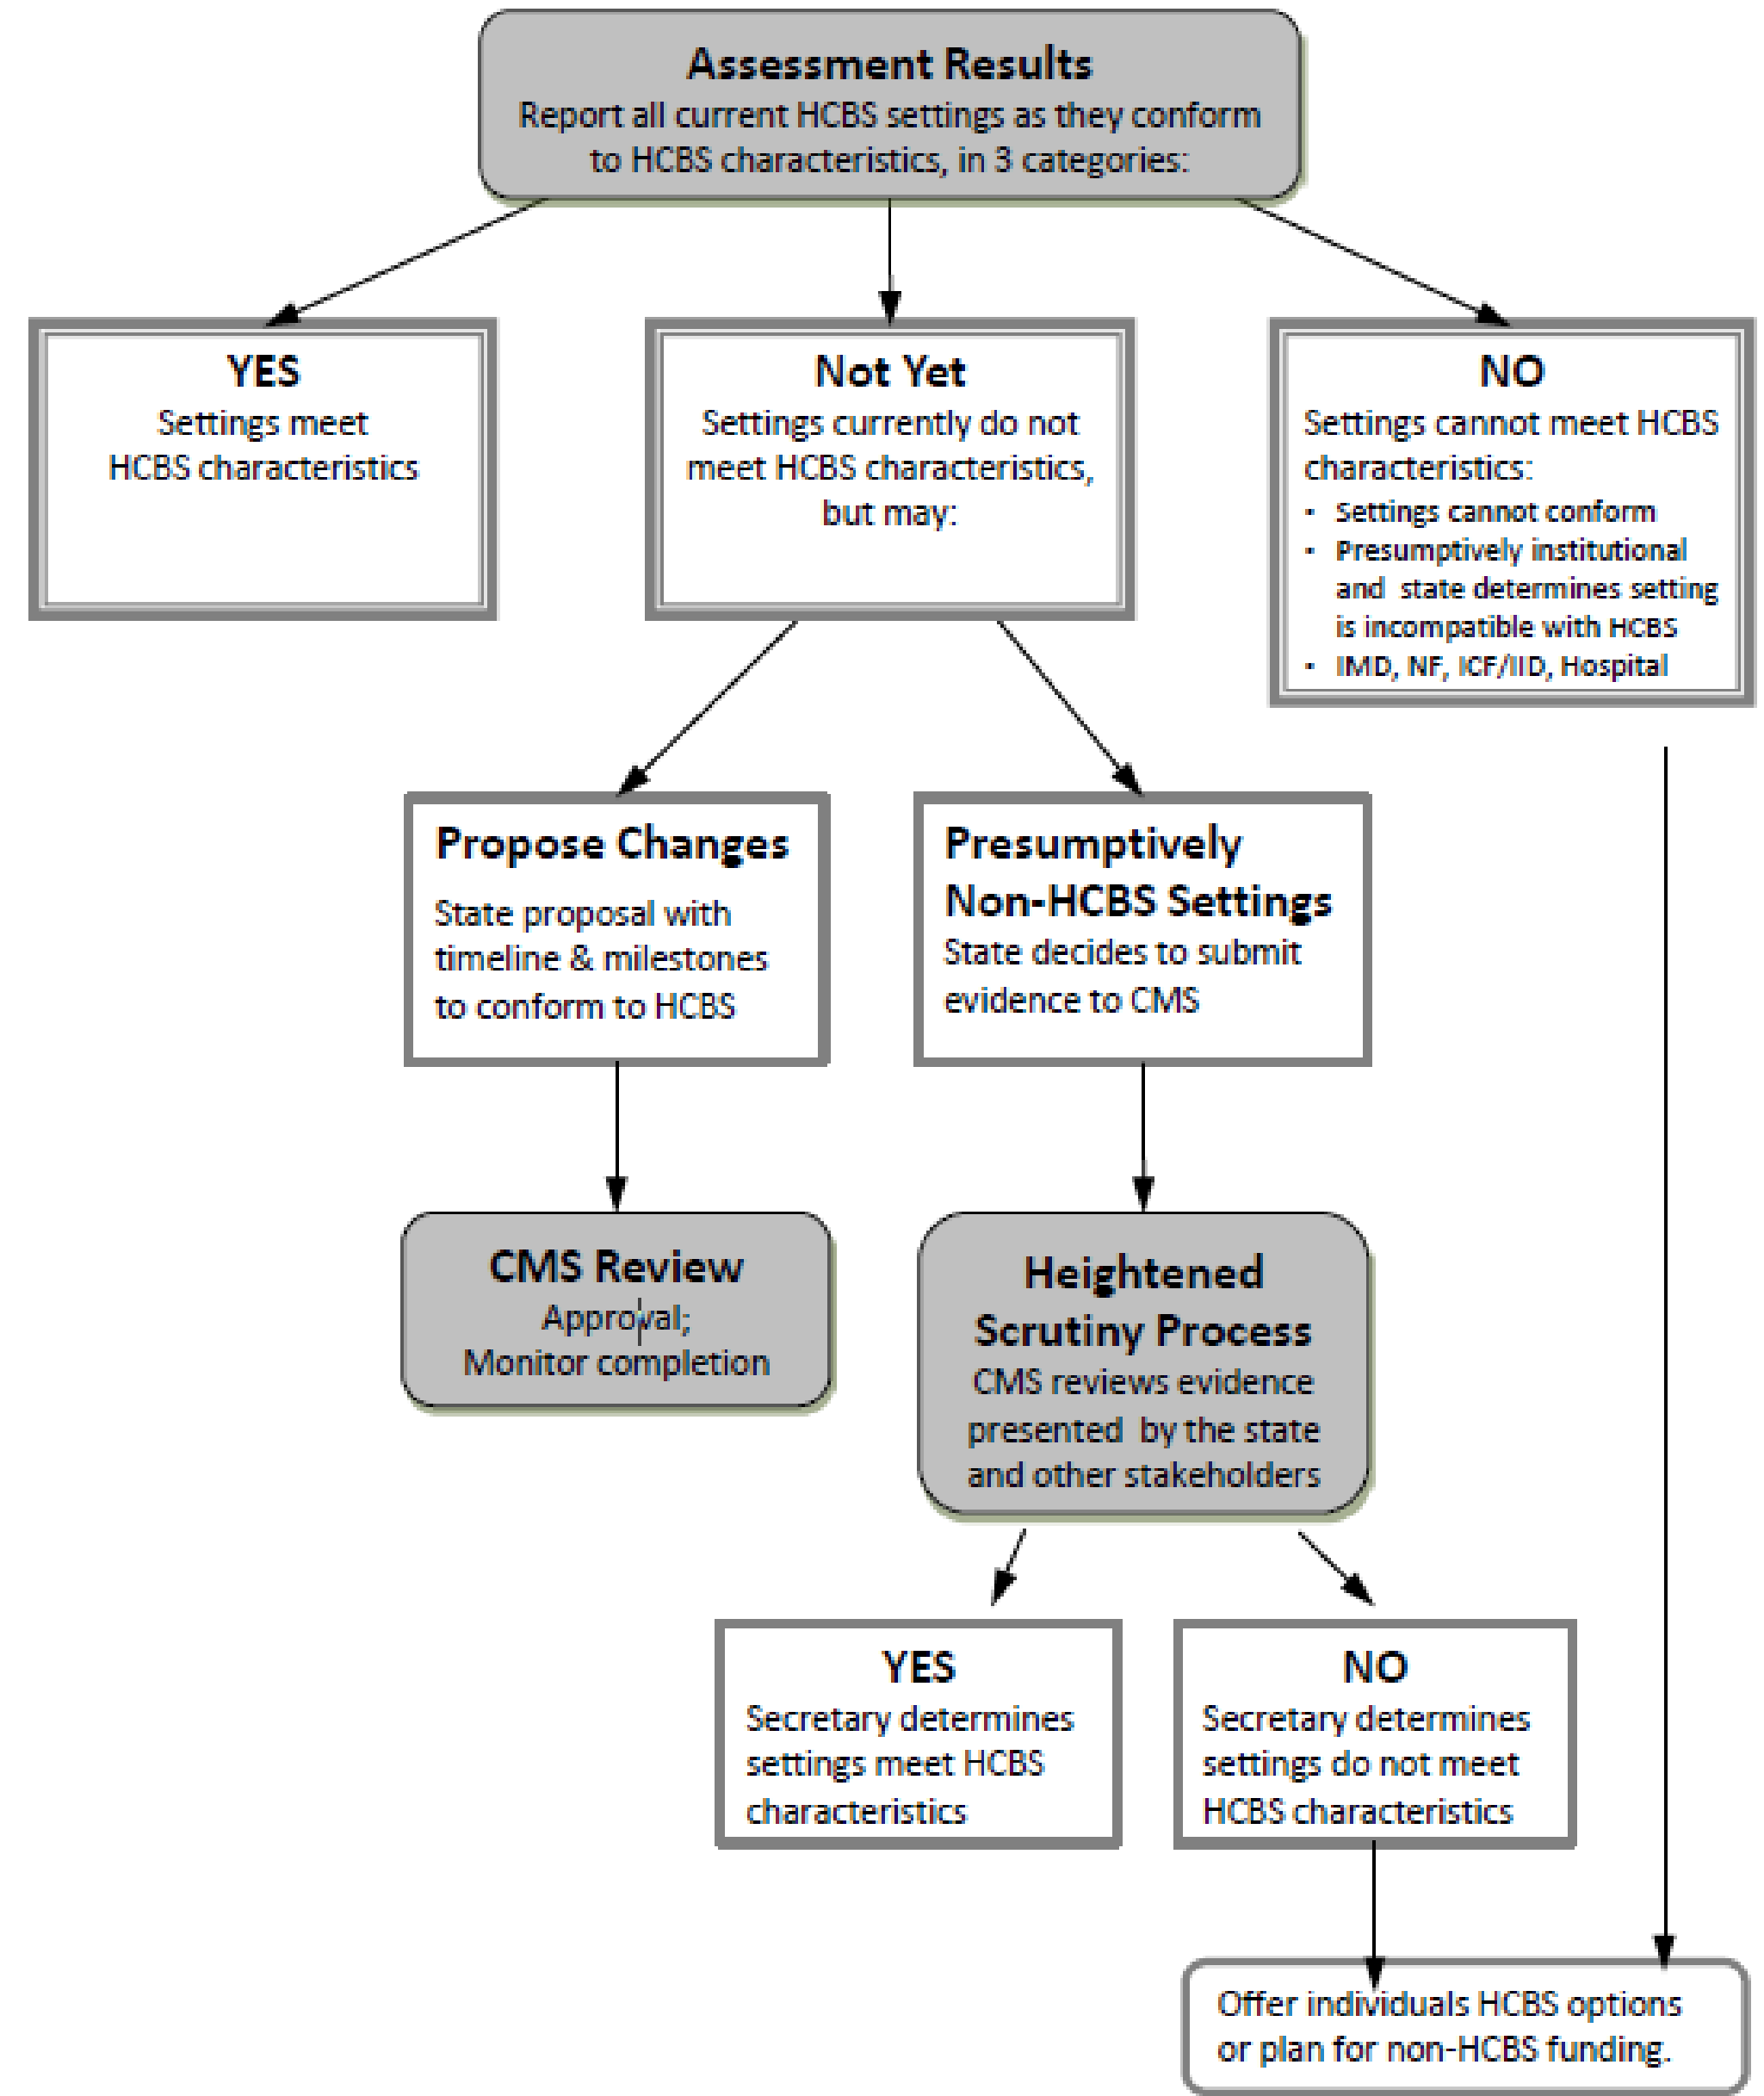 Assessment Results
Report all current HCBS settings as they conform
to HCBS characteristics, in 3 categories:
YES
Settings meet
HCBS characteristics
Not Yet
Settings currently do not
meet HCBS characteristics,
but may:
NO
Settings cannot meet HCBS
characteristics:
▪ Settings cannot conform
▪ Presumptively institutional
and state determines setting
is incompatible with HCBS
▪ IMD, NF, ICF/IID, Hospital
Propose Changes
State proposal with
timeline & milestones
to conform to HCBS
Presumptively
Non-HCBS Settings
State decides to submit
evidence to CMS
CMS Review
Approval;
Monitor completion
Heightened
Scrutiny Process
CMS reviews evidence
presented by the state
and other stakeholders
YES
Secretary determines
settings meet HCBS
characteristics
NO
Secretary determines
settings do not meet
HCBS characteristics
Offer individuals HCBS options
or plan for non-HCBS funding.